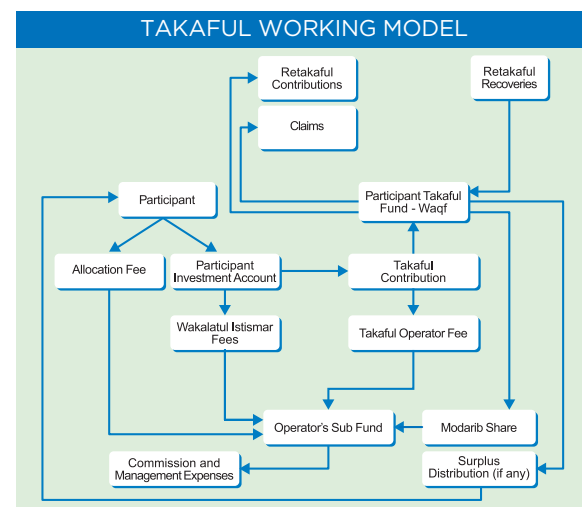 TAKAFUL WORKING MODEL
Retakaful
Contributions
Retakaful
Recoveries
Claims
Participant
Participant Takaful
Fund - Waqf
Allocation Fee
Participant
Investment Account
Takaful
Contribution
Wakalatul Istismar
Fees
Takaful Operator Fee
Operator's Sub Fund
Modarib Share
Commission and
Management Expenses
Surplus
Distribution (if any)